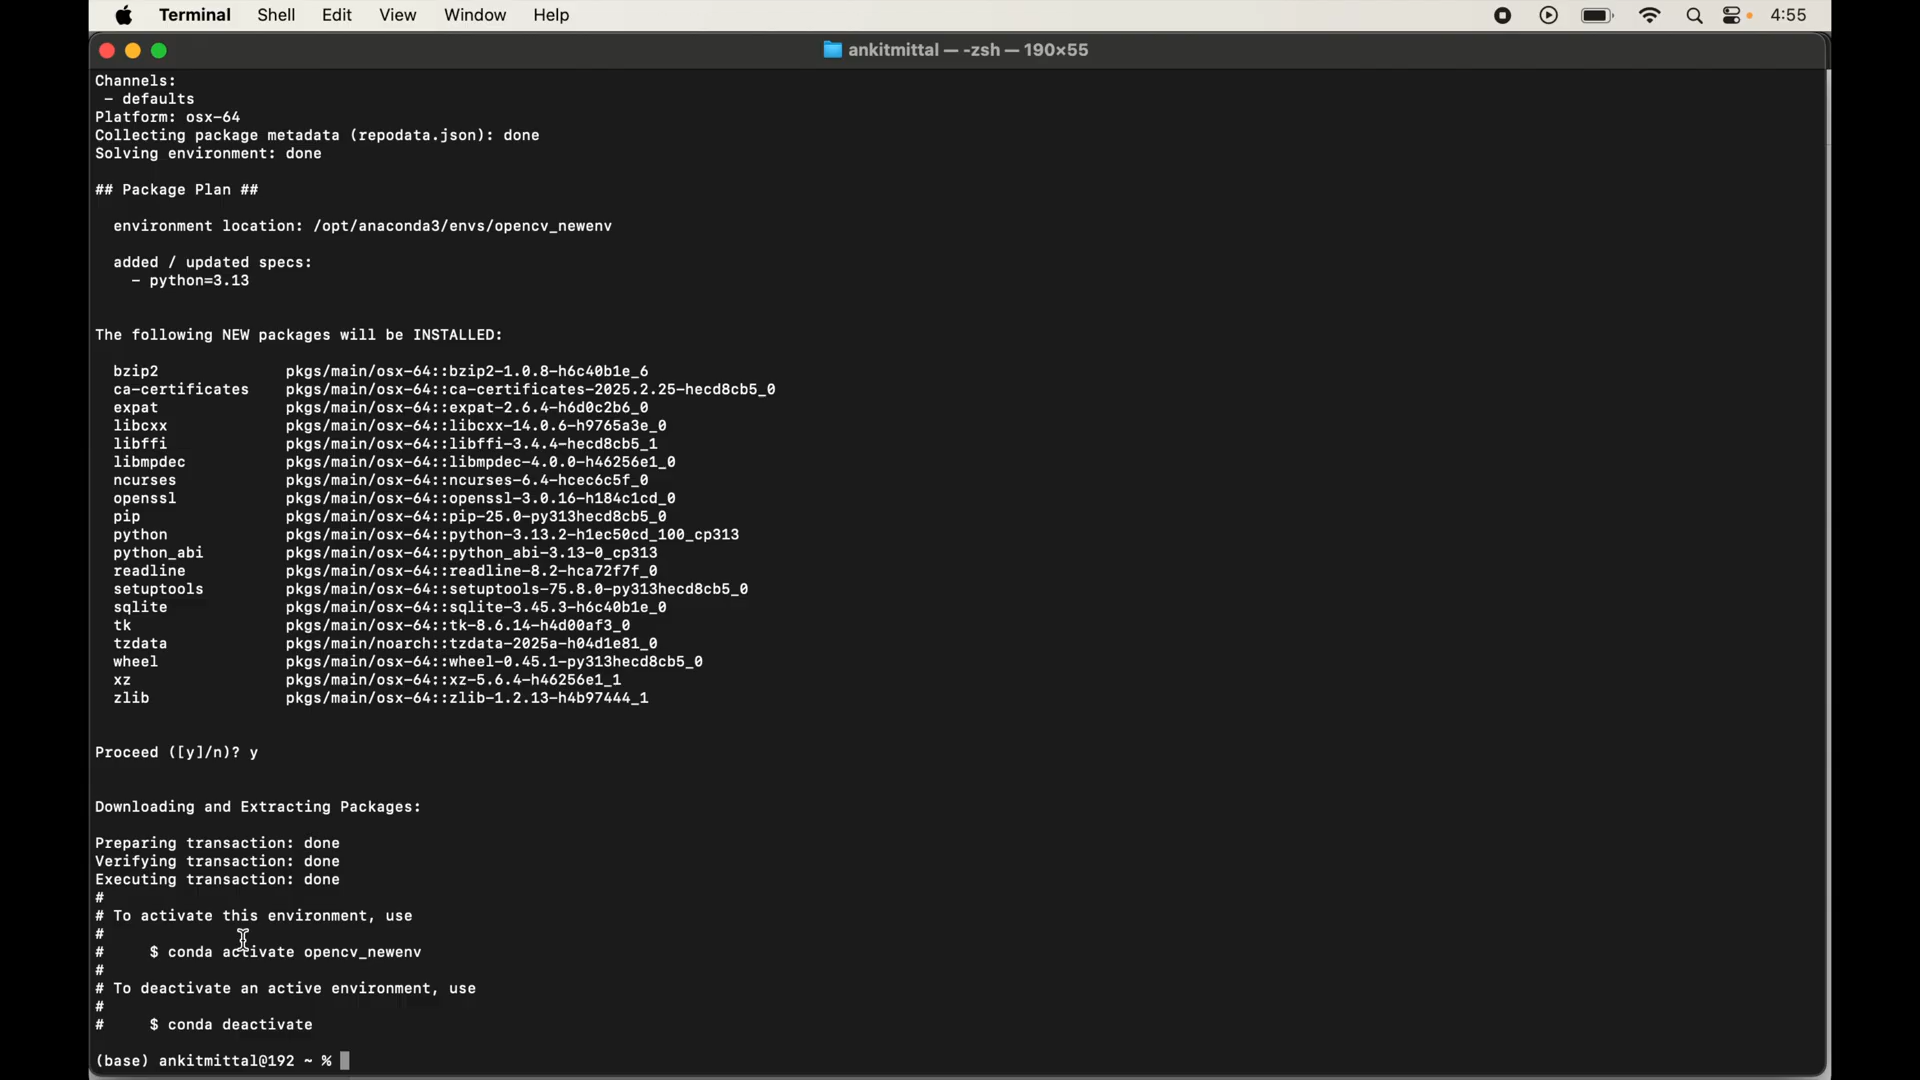 Terminal Shell Edit View Window Help 4:55
ankitmittal — -zsh — 190×55
Channels:
- defaults
Platform: osx-64
Collecting package metadata (repodata.json): done
Solving environment: done
## Package Plan ##
environment location: /opt/anaconda3/envs/opencv_newenv
added / updated specs:
- python=3.13
The following NEW packages will be INSTALLED:
bzip2 pkgs/main/osx-64::bzip2-1.0.8-h6c40b1e_6
ca-certificates pkgs/main/osx-64::ca-certificates-2025.2.25-hecd8cb5_0
expat pkgs/main/osx-64::expat-2.6.4-h6d0c2b6_0
libcxx pkgs/main/osx-64::libcxx-14.0.6-h9765a3e_0
libffi pkgs/main/osx-64::libffi-3.4.4-hecd8cb5_1
libmpdec pkgs/main/osx-64::libmpdec-4.0.0-h46256e1_0
ncurses pkgs/main/osx-64::ncurses-6.4-hcec6c5f_0
openssl pkgs/main/osx-64::openssl-3.0.16-h184c1cd_0
pip pkgs/main/osx-64::pip-25.0-py313hecd8cb5_0
python pkgs/main/osx-64::python-3.13.2-h1ec50cd_100_cp313
python_abi pkgs/main/osx-64::python_abi-3.13-0_cp313
readline pkgs/main/osx-64::readline-8.2-hca72f7f_0
setuptools pkgs/main/osx-64::setuptools-75.8.0-py313hecd8cb5_0
sqlite pkgs/main/osx-64::sqlite-3.45.3-h6c40b1e_0
tk pkgs/main/osx-64::tk-8.6.14-h4d00af3_0
tzdata pkgs/main/noarch::tzdata-2025a-h04d1e81_0
wheel pkgs/main/osx-64::wheel-0.45.1-py313hecd8cb5_0
xz pkgs/main/osx-64::xz-5.6.4-h46256e1_1
zlib pkgs/main/osx-64::zlib-1.2.13-h4b97444_1
Proceed ([y]/n)? y
Downloading and Extracting Packages:
Preparing transaction: done
Verifying transaction: done
Executing transaction: done
#
# To activate this environment, use
#
# $ conda activate opencv_newenv
#
# To deactivate an active environment, use
#
# $ conda deactivate
(base) ankitmittal@192 ~ %